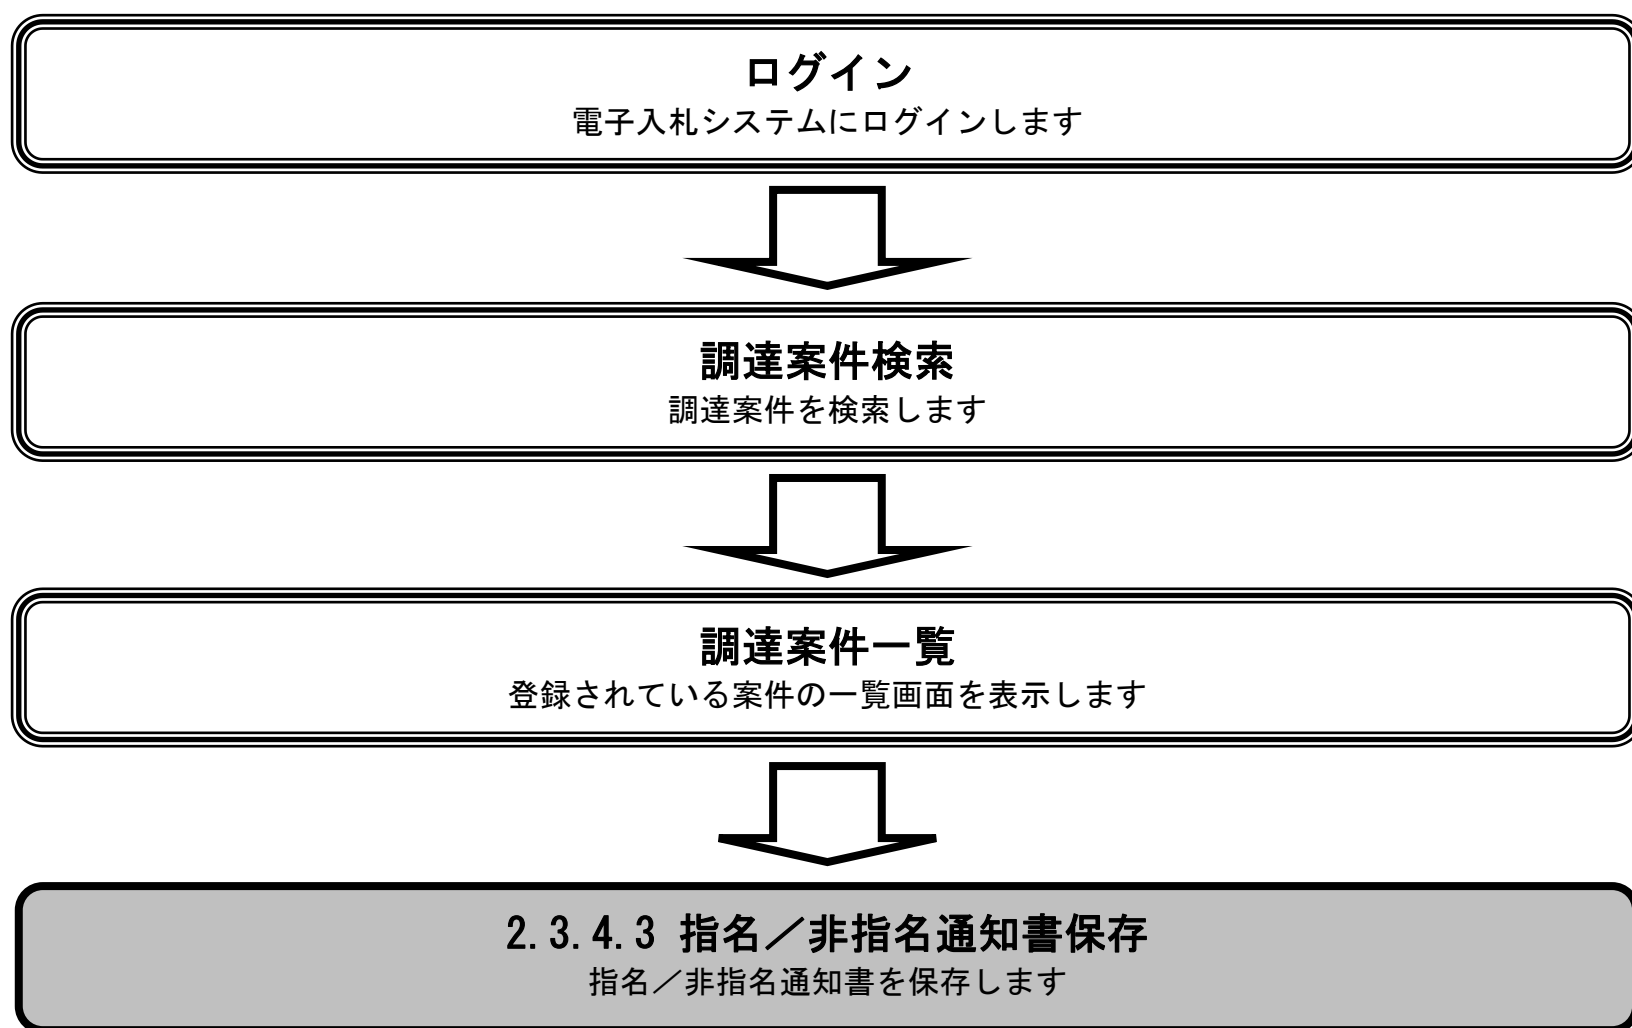 ログイン
電子入札システムにログインします
調達案件検索
調達案件を検索します
調達案件一覧
登録されている案件の一覧画面を表示します
2.3.4.3 指名／非指名通知書保存
指名／非指名通知書を保存します